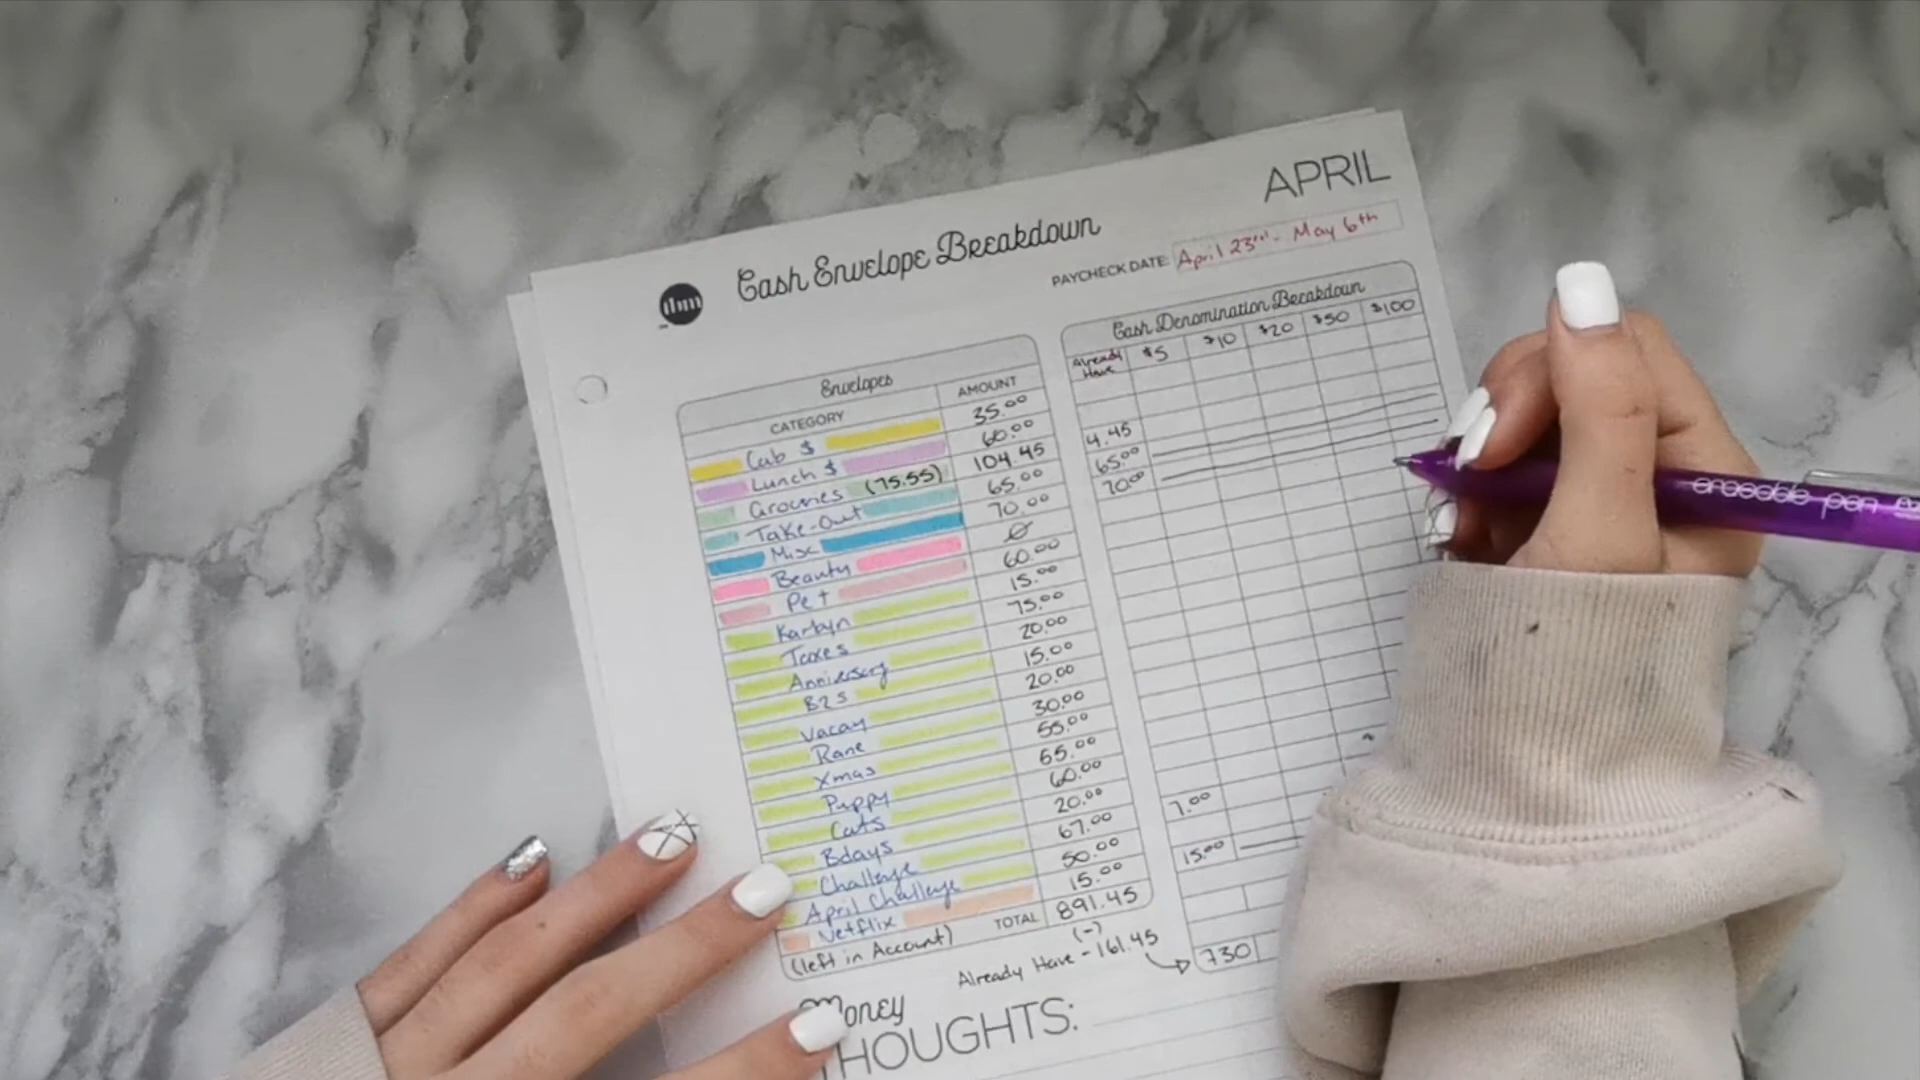 APRIL
Cash Envelope Breakdown
PAYCHECK DATE: April 23rd - May 6th
Envelopes
CATEGORY AMOUNT
Cab $ 35.00
Lunch $ 60.00
Groceries (75.55) 104.45
Take-Out 65.00
Misc 70.00
Beauty Ø
Pet 60.00
15.00
Taxes 75.00
Anniversary 20.00
B2S 15.00
Vacay 20.00
Rane 30.00
Xmas 55.00
Puppy 65.00
Cats 60.00
Bdays 20.00
Challenge 67.00
April Challenge 50.00
Netflix 15.00
(left in Account) TOTAL 891.45
(-)
Already Have - 161.45
Cash Denomination Breakdown
Already Have $5 $10 $20 $50 $100
4.45
65.00
70.00
7.00
15.00
730
Money
THOUGHTS:
erasable pen